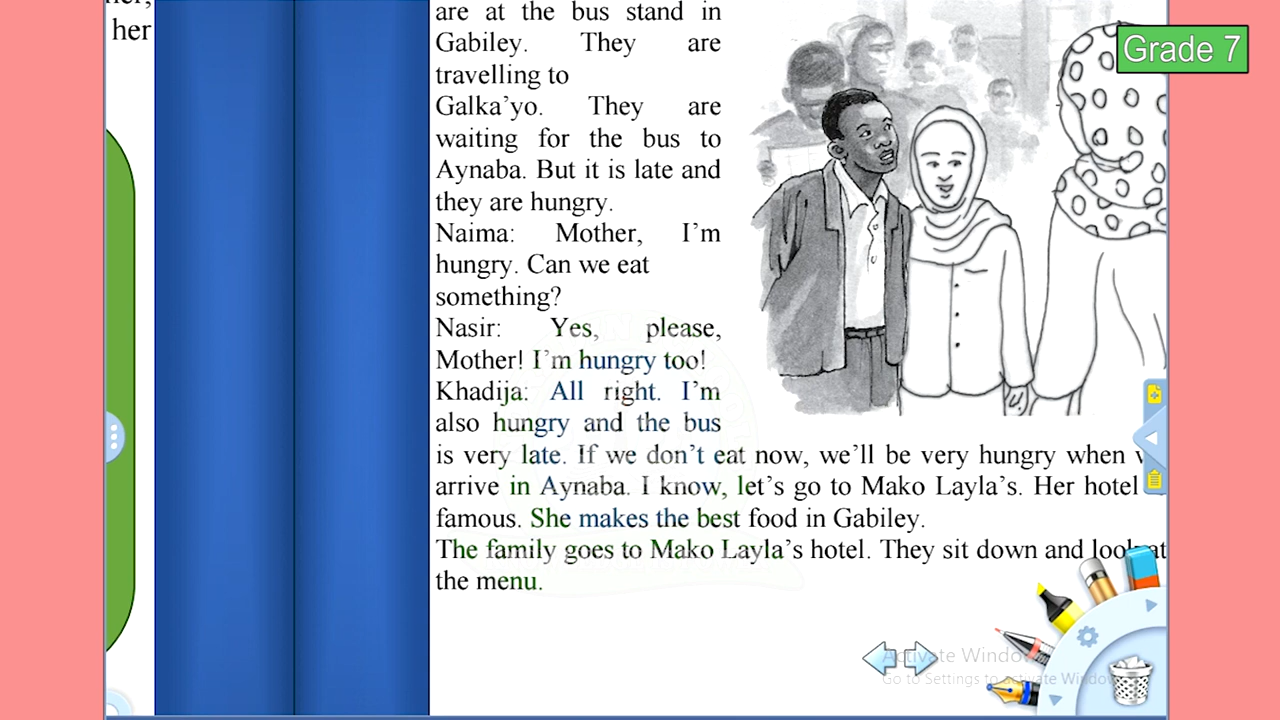 her
Grade 7
are at the bus stand in
Gabiley. They are
travelling to
Galka’yo. They are
waiting for the bus to
Aynaba. But it is late and
they are hungry.
Naima: Mother, I’m
hungry. Can we eat
something?
Nasir: Yes, please,
Mother! I’m hungry too!
Khadija: All right. I’m
also hungry and the bus
is very late. If we don’t eat now, we’ll be very hungry when
arrive in Aynaba. I know, let’s go to Mako Layla’s. Her hotel
famous. She makes the best food in Gabiley.
The family goes to Mako Layla’s hotel. They sit down and look at
the menu.
Activate Windows
Go to Settings to activate Windows